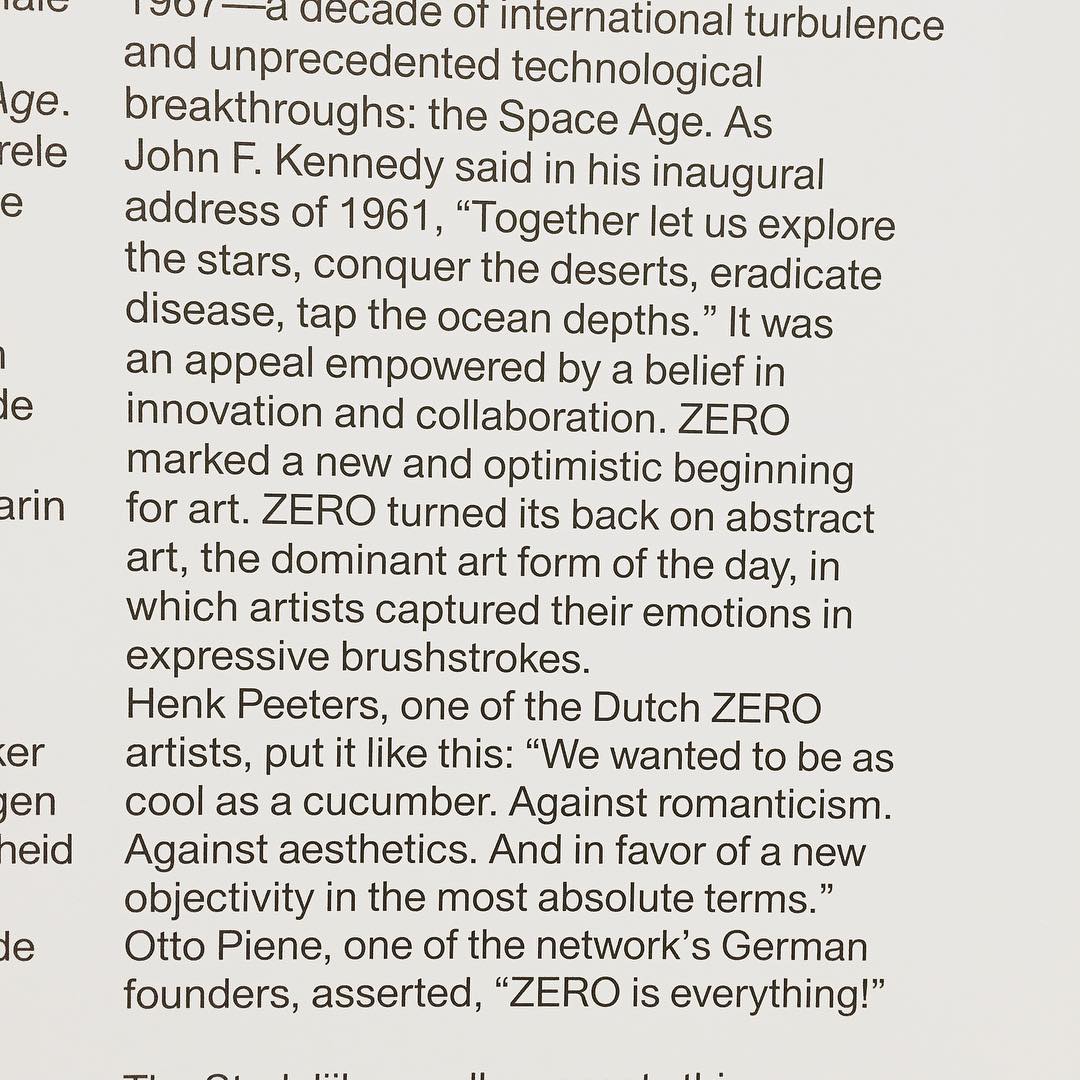 Age.
rele
e
de
arin
ker
gen
heid
de
1967—a decade of international turbulence
and unprecedented technological
breakthroughs: the Space Age. As
John F. Kennedy said in his inaugural
address of 1961, “Together let us explore
the stars, conquer the deserts, eradicate
disease, tap the ocean depths.” It was
an appeal empowered by a belief in
innovation and collaboration. ZERO
marked a new and optimistic beginning
for art. ZERO turned its back on abstract
art, the dominant art form of the day, in
which artists captured their emotions in
expressive brushstrokes.
Henk Peeters, one of the Dutch ZERO
artists, put it like this: “We wanted to be as
cool as a cucumber. Against romanticism.
Against aesthetics. And in favor of a new
objectivity in the most absolute terms.”
Otto Piene, one of the network’s German
founders, asserted, “ZERO is everything!”